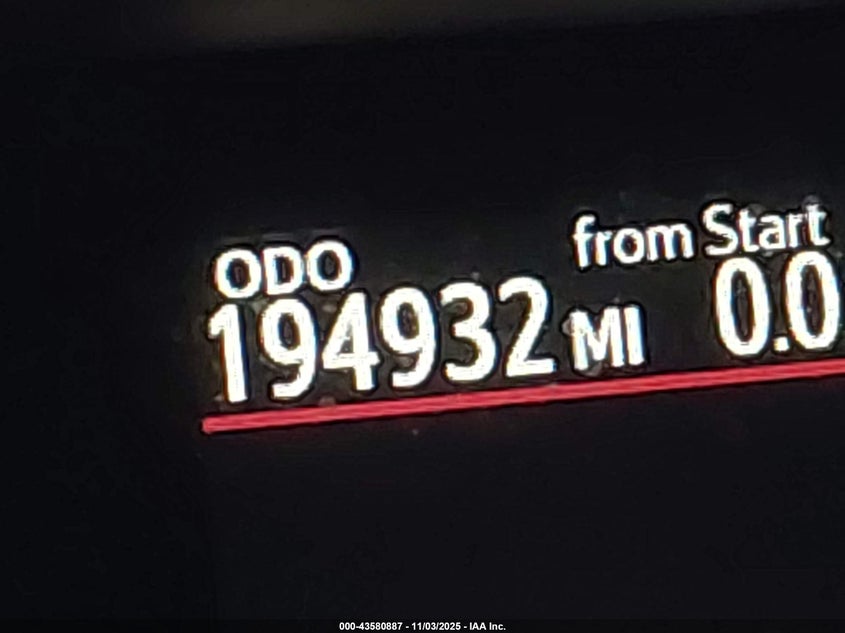 ODO
194932 MI
from Start
0.0
000-43580887 - 11/03/2025 - IAA Inc.